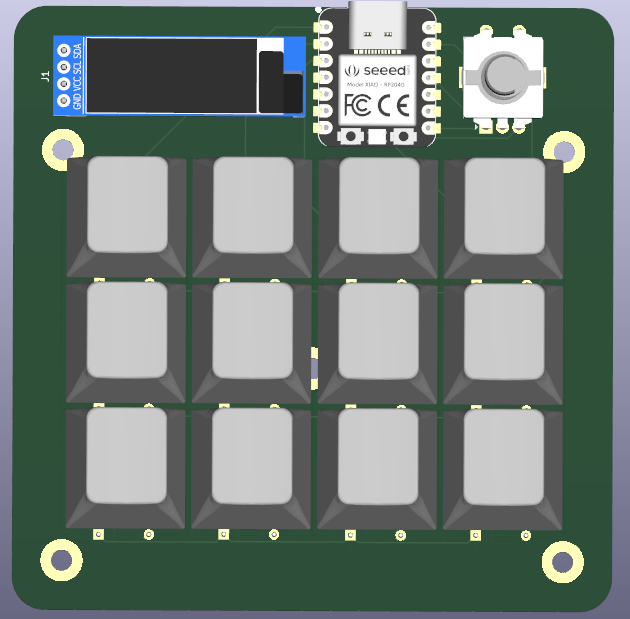 J1
GND VCC SCL SDA
seeed
Model XIAO - RP2040
FC CE